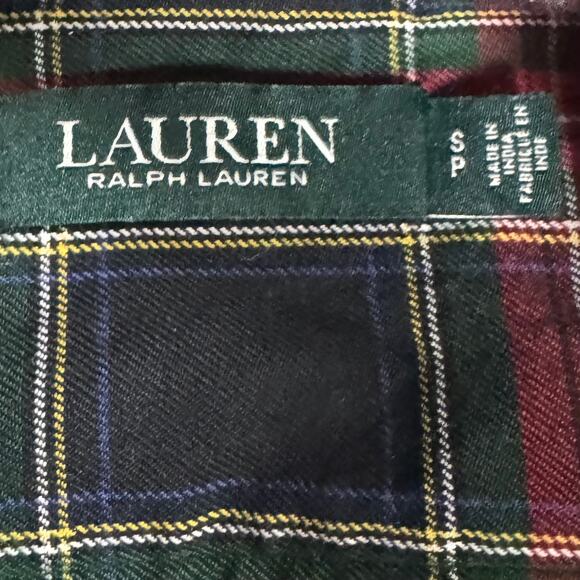 LAUREN
RALPH LAUREN
S
P
MADE IN
INDIA
FABRIQUÉ EN
INDE